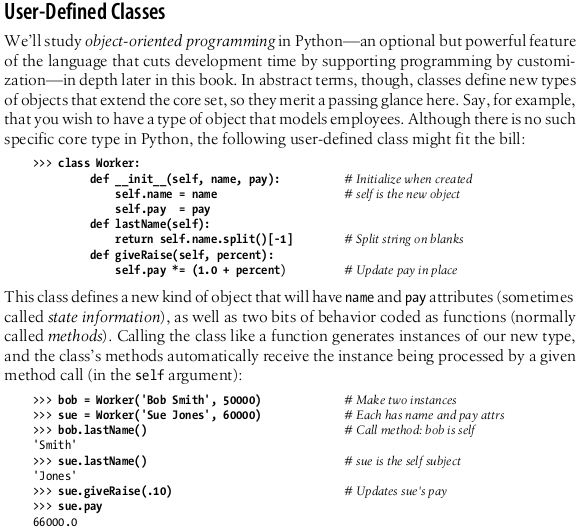 User-Defined Classes
We'll study object-oriented programming in Python—an optional but powerful feature
of the language that cuts development time by supporting programming by customi-
zation—in depth later in this book. In abstract terms, though, classes define new types
of objects that extend the core set, so they merit a passing glance here. Say, for example,
that you wish to have a type of object that models employees. Although there is no such
specific core type in Python, the following user-defined class might fit the bill:
>>> class Worker:
        def __init__(self, name, pay):          # Initialize when created
            self.name = name                    # self is the new object
            self.pay  = pay
        def lastName(self):
            return self.name.split()[-1]        # Split string on blanks
        def giveRaise(self, percent):
            self.pay *= (1.0 + percent)         # Update pay in place
This class defines a new kind of object that will have name and pay attributes (sometimes
called state information), as well as two bits of behavior coded as functions (normally
called methods). Calling the class like a function generates instances of our new type,
and the class's methods automatically receive the instance being processed by a given
method call (in the self argument):
>>> bob = Worker('Bob Smith', 50000)            # Make two instances
>>> sue = Worker('Sue Jones', 60000)            # Each has name and pay attrs
>>> bob.lastName()                              # Call method: bob is self
'Smith'
>>> sue.lastName()                              # sue is the self subject
'Jones'
>>> sue.giveRaise(.10)                          # Updates sue's pay
>>> sue.pay
66000.0